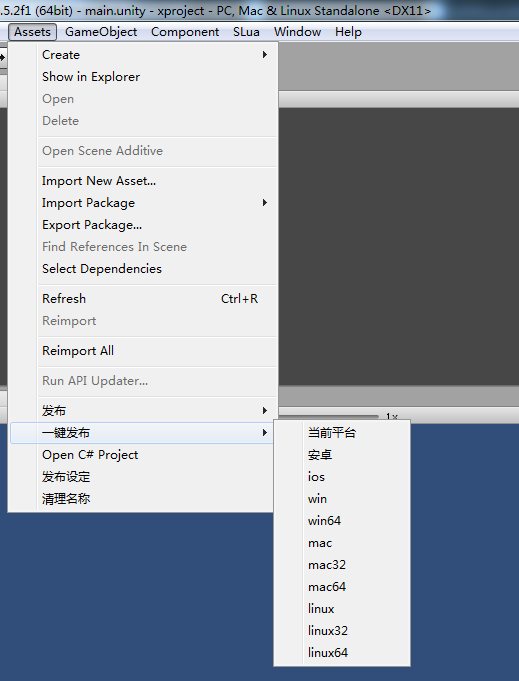 .5.2f1 (64bit) - main.unity - xproject - PC, Mac & Linux Standalone <DX11>
Assets GameObject Component SLua Window Help
Create
Show in Explorer
Open
Delete
Open Scene Additive
Import New Asset...
Import Package
Export Package...
Find References In Scene
Select Dependencies
Refresh Ctrl+R
Reimport
Reimport All
Run API Updater...
发布
1x
一键发布
Open C# Project
发布设定
清理名称
当前平台
安卓
ios
win
win64
mac
mac32
mac64
linux
linux32
linux64